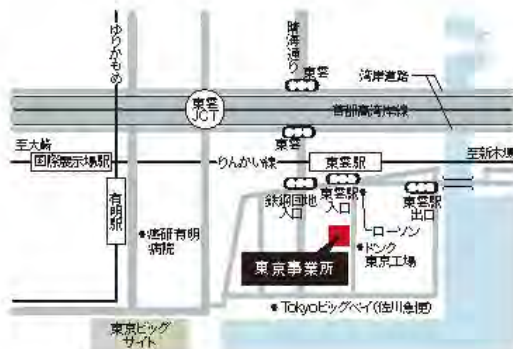 ゆりかもめ
晴海通り
東雲
湾岸道路
東雲
JCT
首都高湾岸線
東雲
至大崎
国際展示場駅
りんかい線
東雲駅
至新木場
有明駅
鉄鋼団地
入口
東雲駅
入口
東雲駅
出口
癌研有明
病院
ローソン
ドンク
東京工場
東京事業所
Tokyoビッグベイ(佐川急便)
東京ビッグ
サイト